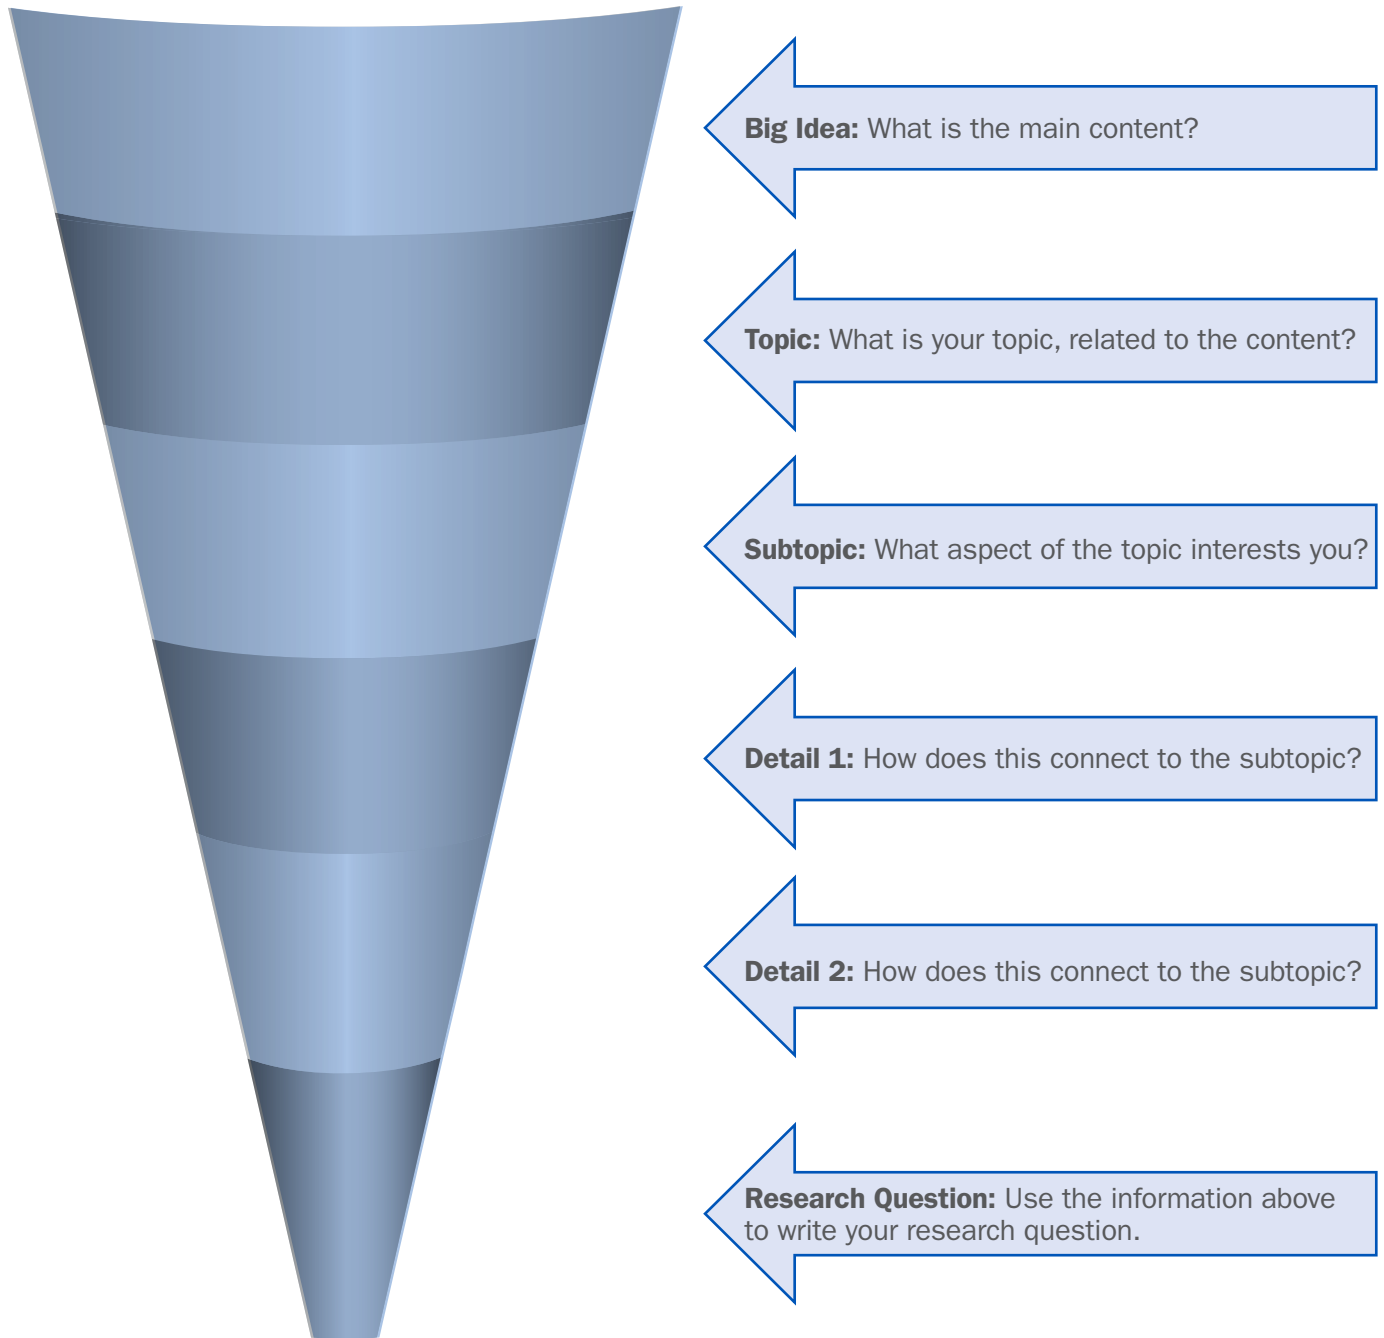 Big Idea: What is the main content?
Topic: What is your topic, related to the content?
Subtopic: What aspect of the topic interests you?
Detail 1: How does this connect to the subtopic?
Detail 2: How does this connect to the subtopic?
Research Question: Use the information above
to write your research question.